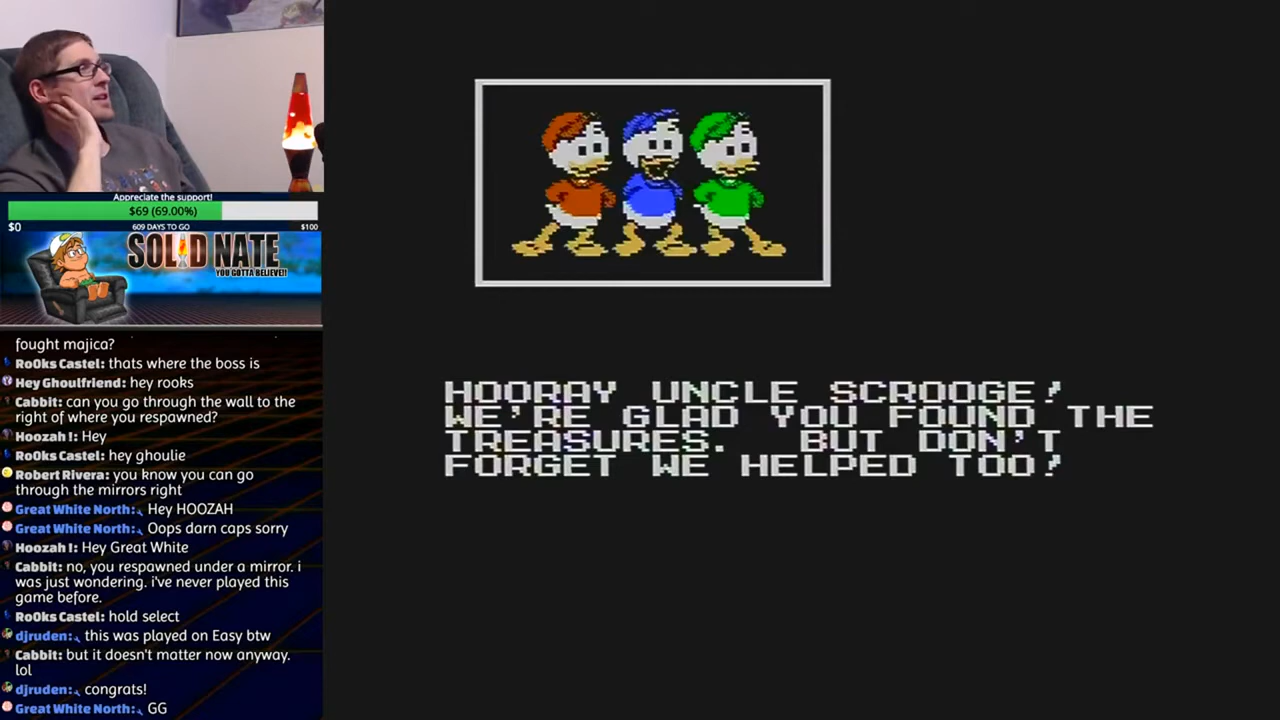 Appreciate the support!
$69 (69.00%)
$0 609 DAYS TO GO $100
SOLID NATE
YOU GOTTA BELIEVE!!
fought majica?
RoOks Castel: thats where the boss is
Hey Ghoulfriend: hey rooks
Cabbit: can you go through the wall to the
right of where you respawned?
Hoozah !: Hey
RoOks Castel: hey ghoulie
Robert Rivera: you know you can go
through the mirrors right
Great White North: Hey HOOZAH
Great White North: Oops darn caps sorry
Hoozah !: Hey Great White
Cabbit: no, you respawned under a mirror. i
was just wondering. i've never played this
game before.
RoOks Castel: hold select
djruden: this was played on Easy btw
Cabbit: but it doesn't matter now anyway.
lol
djruden: congrats!
Great White North: GG
HOORAY UNCLE SCROOGE!
WE'RE GLAD YOU FOUND THE
TREASURES. BUT DON'T
FORGET WE HELPED TOO!